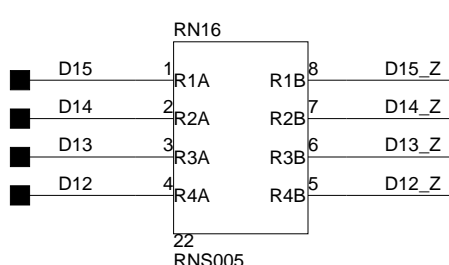 RN16
D15 1 R1A R1B 8 D15_Z
D14 2 R2A R2B 7 D14_Z
D13 3 R3A R3B 6 D13_Z
D12 4 R4A R4B 5 D12_Z
22
RNS005